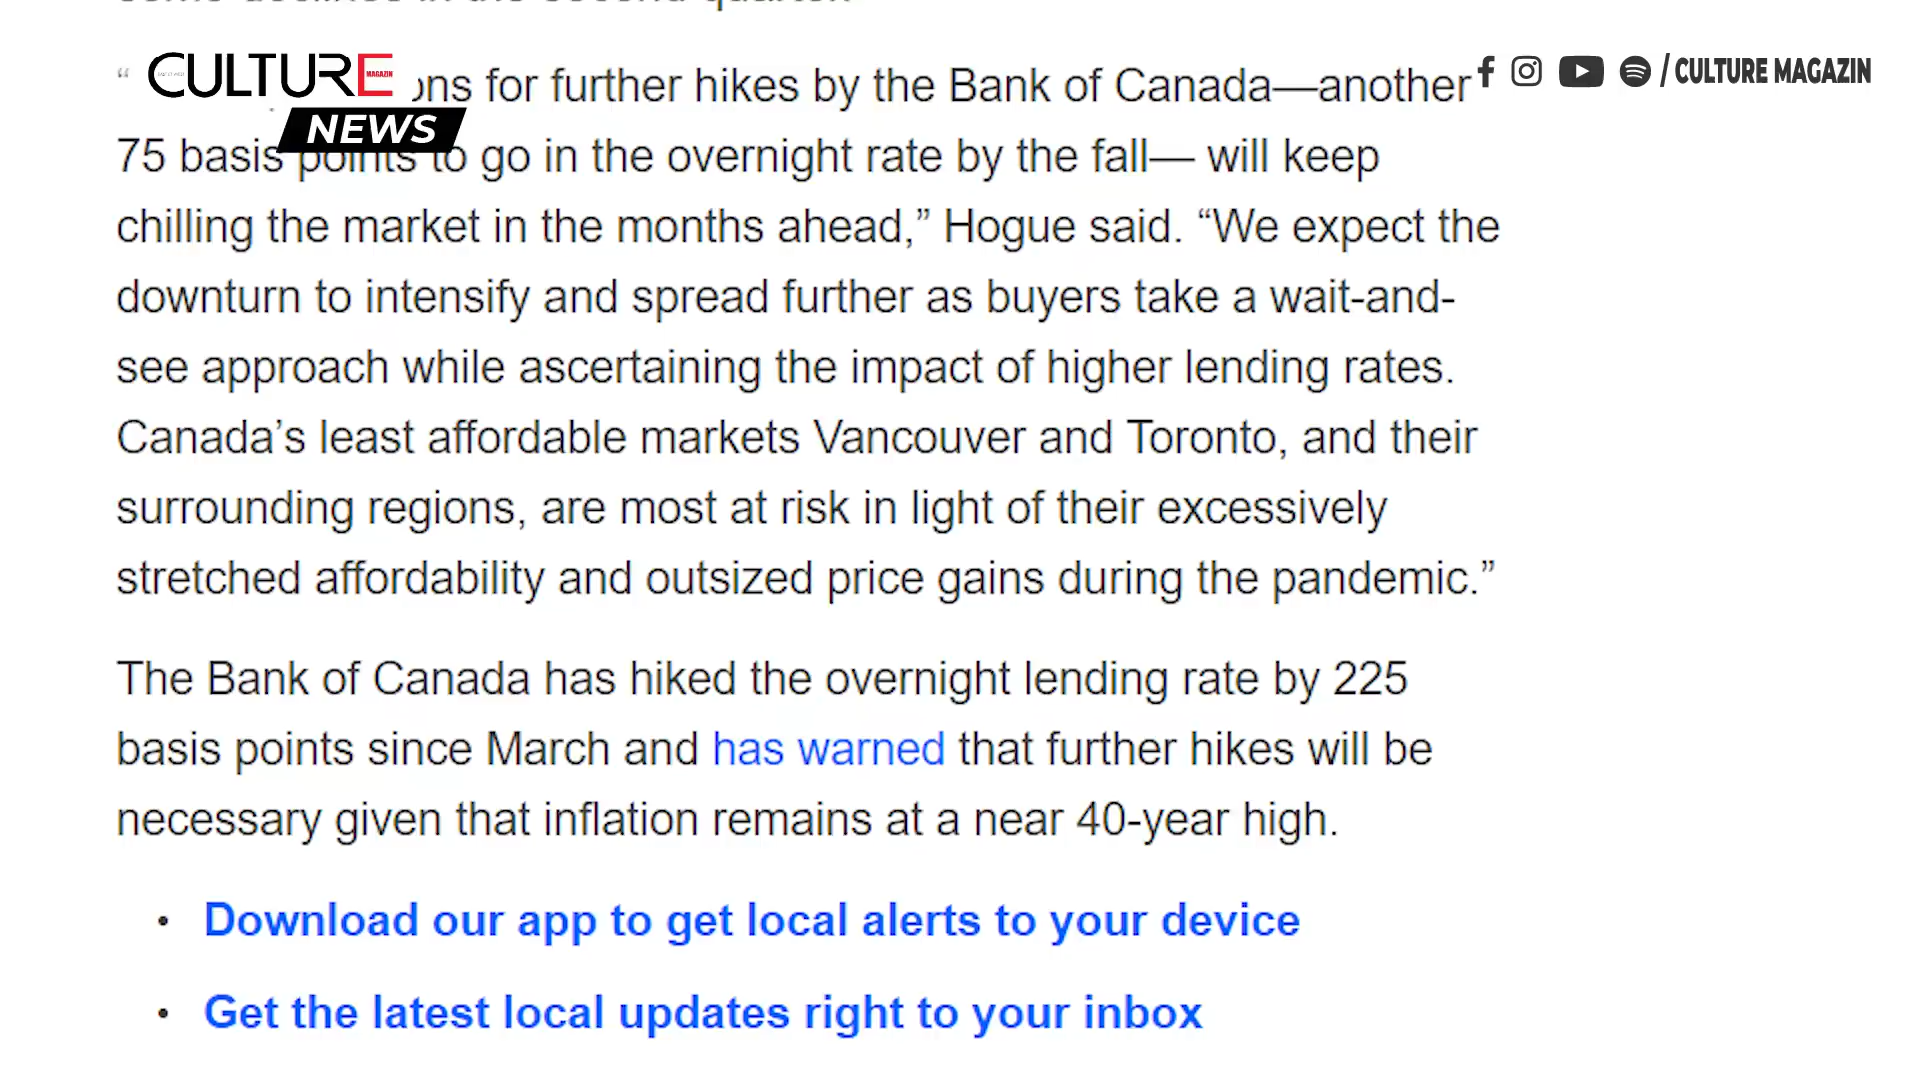 CULTURE
MAGAZIN
NEWS
/ CULTURE MAGAZIN
“ ons for further hikes by the Bank of Canada—another
75 basis points to go in the overnight rate by the fall— will keep
chilling the market in the months ahead,” Hogue said. “We expect the
downturn to intensify and spread further as buyers take a wait-and-
see approach while ascertaining the impact of higher lending rates.
Canada’s least affordable markets Vancouver and Toronto, and their
surrounding regions, are most at risk in light of their excessively
stretched affordability and outsized price gains during the pandemic.”
The Bank of Canada has hiked the overnight lending rate by 225
basis points since March and has warned that further hikes will be
necessary given that inflation remains at a near 40-year high.
• Download our app to get local alerts to your device
• Get the latest local updates right to your inbox